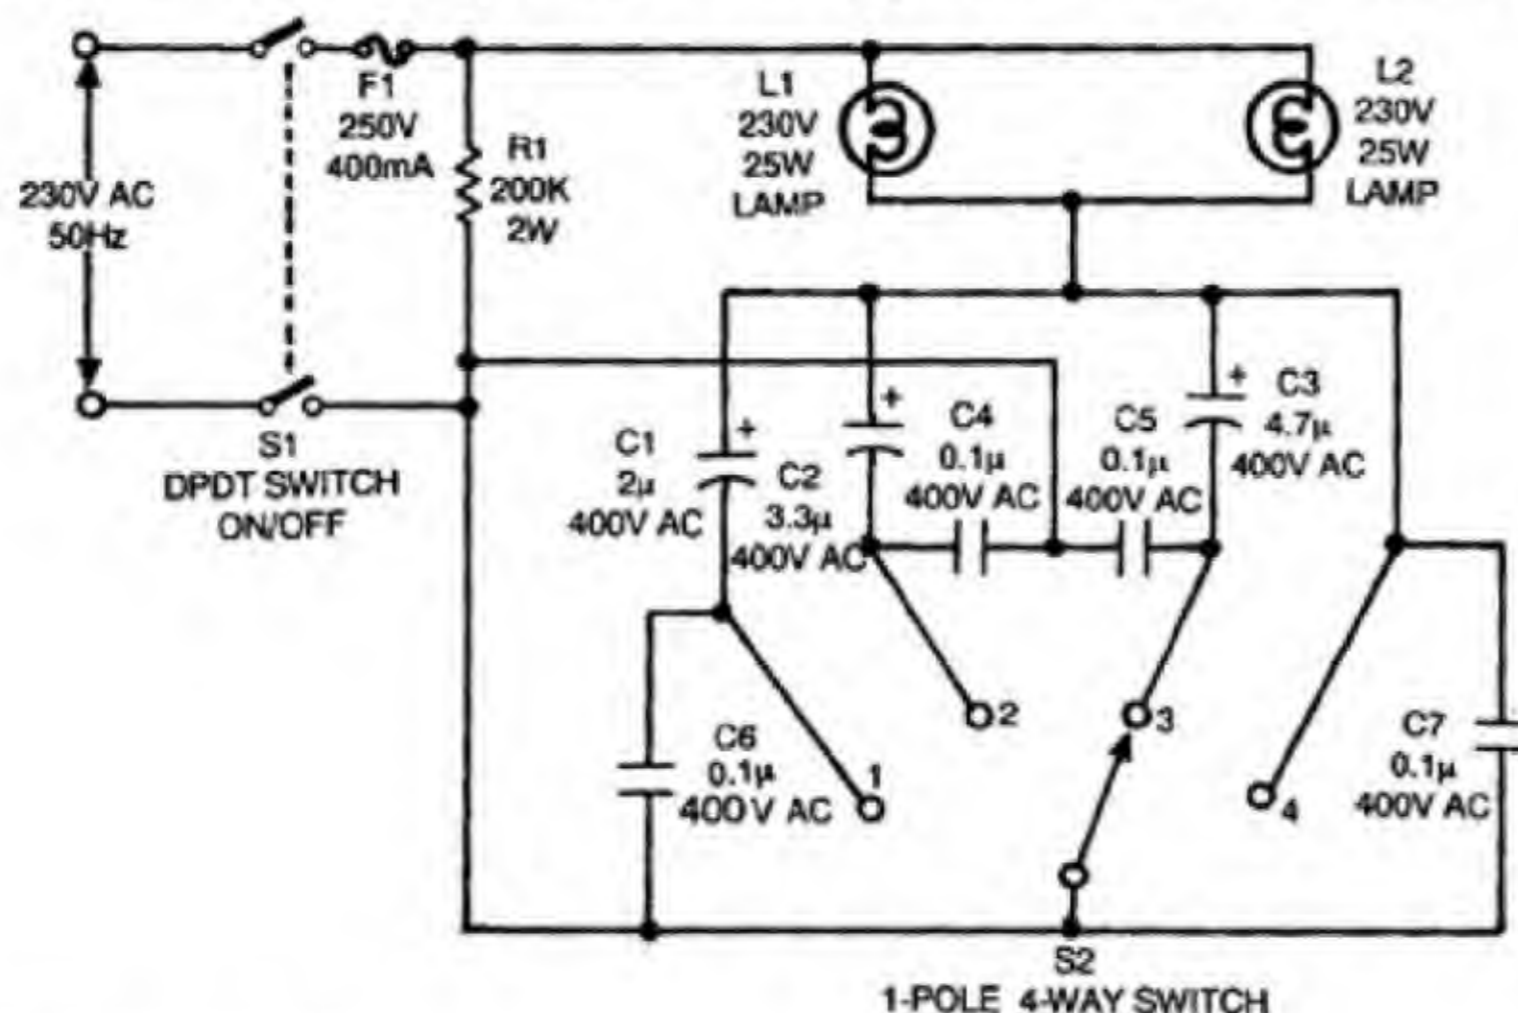 F1
250V
400mA
230V AC
50Hz
R1
200K
2W
L1
230V
25W
LAMP
L2
230V
25W
LAMP
S1
DPDT SWITCH
ON/OFF
C1
2µ
400V AC
+
C2
3.3µ
400V AC
+
C4
0.1µ
400V AC
C5
0.1µ
400V AC
+
C3
4.7µ
400V AC
C6
0.1µ
400V AC
1
2
3
4
C7
0.1µ
400V AC
S2
1-POLE 4-WAY SWITCH